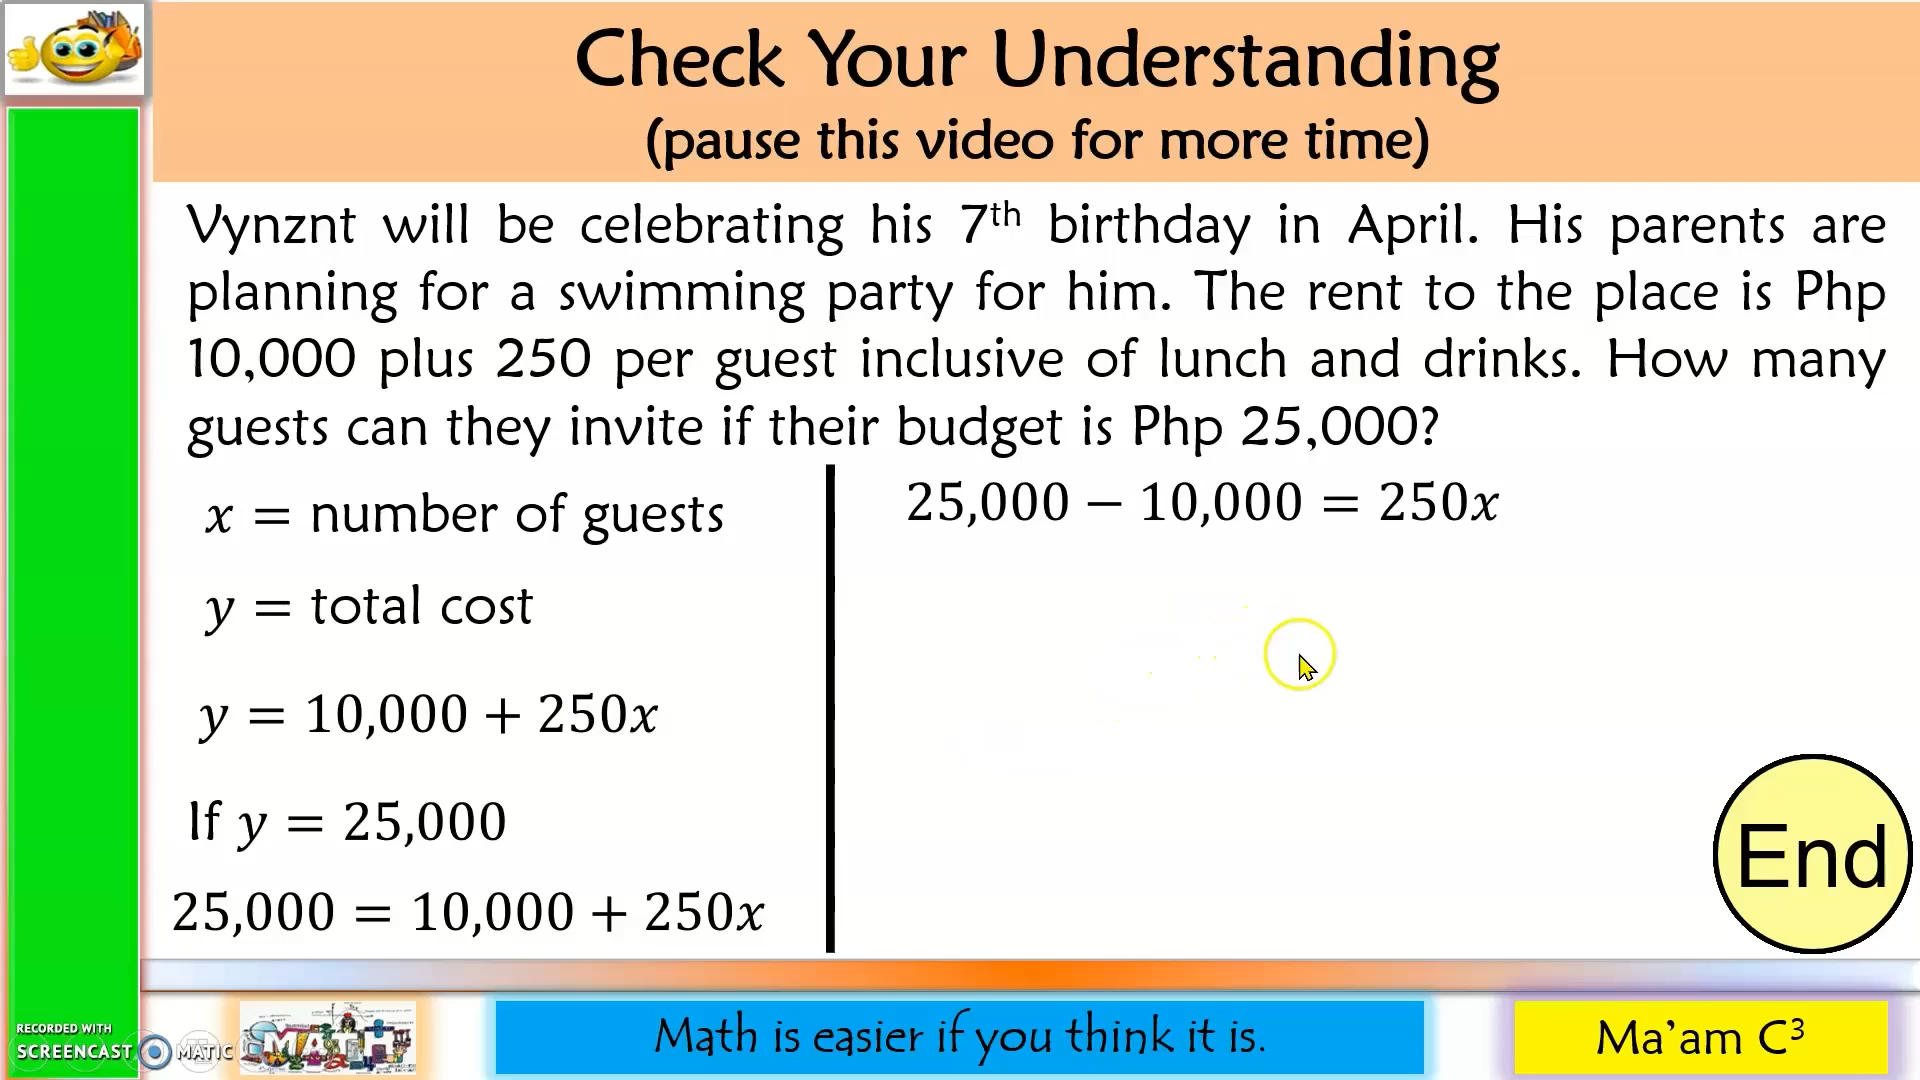 Check Your Understanding
(pause this video for more time)
Vynznt will be celebrating his 7th birthday in April. His parents are
planning for a swimming party for him. The rent to the place is Php
10,000 plus 250 per guest inclusive of lunch and drinks. How many
guests can they invite if their budget is Php 25,000?
x = number of guests
y = total cost
y = 10,000 + 250x
If y = 25,000
25,000 = 10,000 + 250x
25,000 − 10,000 = 250x
End
RECORDED WITH
SCREENCAST MATIC
MATH
Math is easier if you think it is.
Ma'am C³